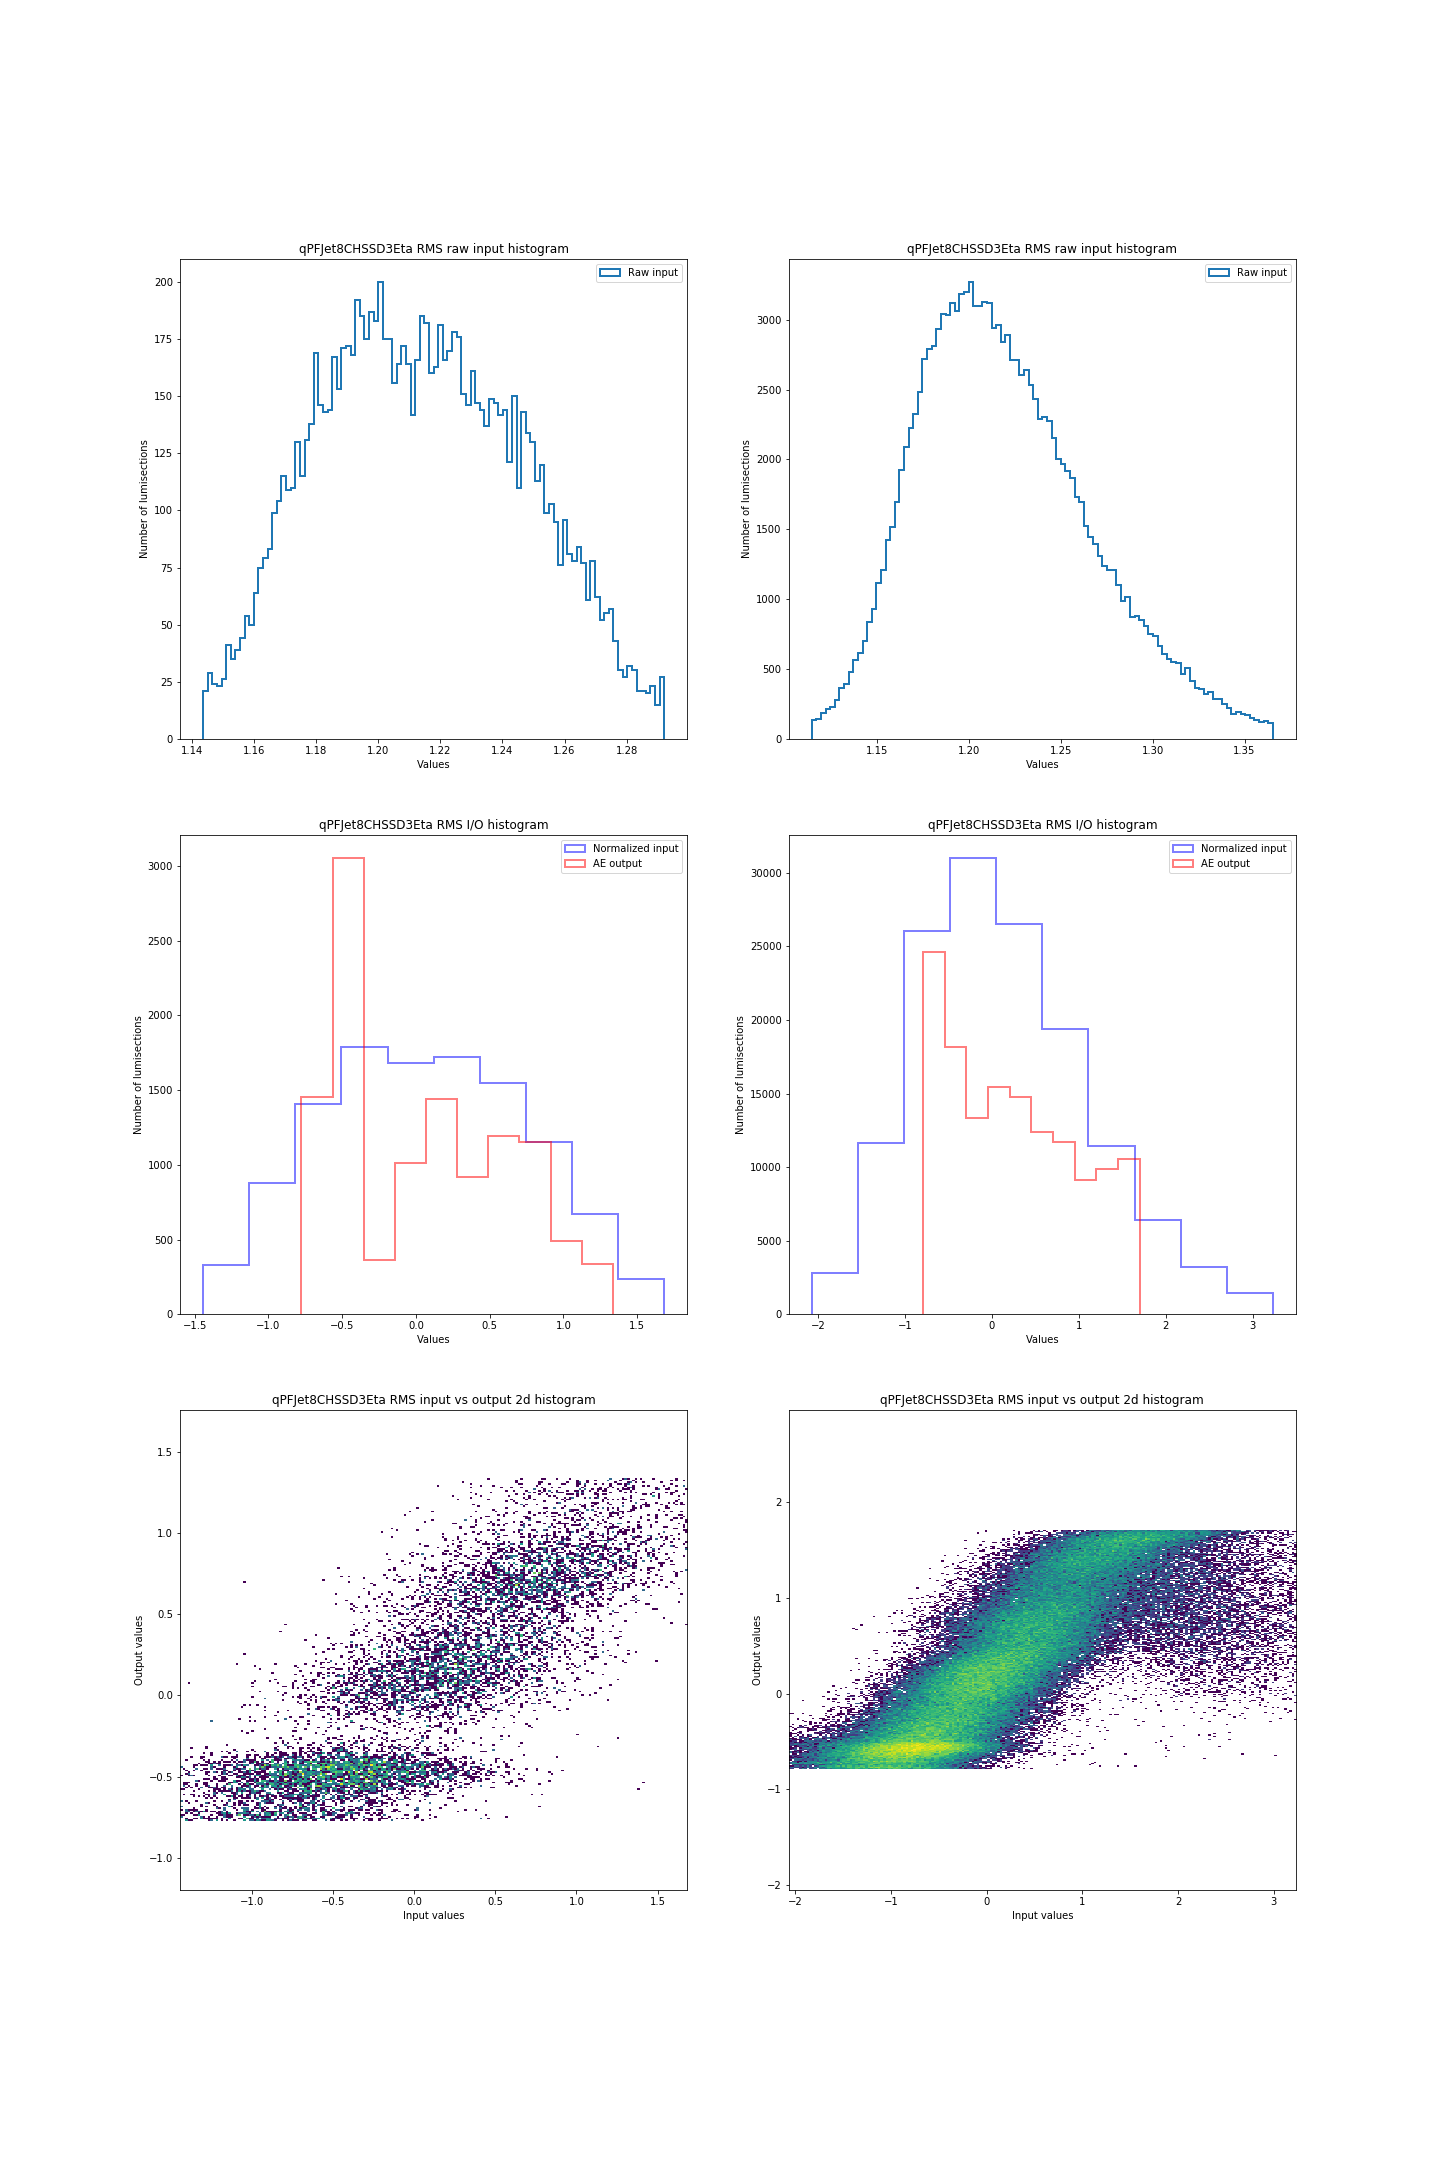 qPFJet8CHSSD3Eta RMS raw input histogram
Raw input
Number of lumisections
0
25
50
75
100
125
150
175
200
1.14 1.16 1.18 1.20 1.22 1.24 1.26 1.28
Values
qPFJet8CHSSD3Eta RMS raw input histogram
Raw input
Number of lumisections
0
500
1000
1500
2000
2500
3000
1.15 1.20 1.25 1.30 1.35
Values
qPFJet8CHSSD3Eta RMS I/O histogram
Normalized input
AE output
Number of lumisections
0
500
1000
1500
2000
2500
3000
−1.5 −1.0 −0.5 0.0 0.5 1.0 1.5
Values
qPFJet8CHSSD3Eta RMS I/O histogram
Normalized input
AE output
Number of lumisections
0
5000
10000
15000
20000
25000
30000
−2 −1 0 1 2 3
Values
qPFJet8CHSSD3Eta RMS input vs output 2d histogram
Output values
−1.0
−0.5
0.0
0.5
1.0
1.5
−1.0 −0.5 0.0 0.5 1.0 1.5
Input values
qPFJet8CHSSD3Eta RMS input vs output 2d histogram
Output values
−2
−1
0
1
2
−2 −1 0 1 2 3
Input values